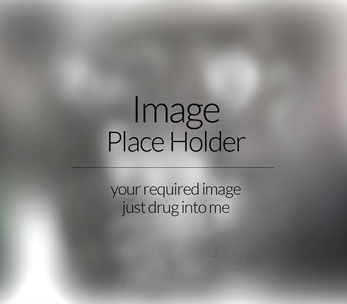 Image
Place Holder
your required image
just drug into me